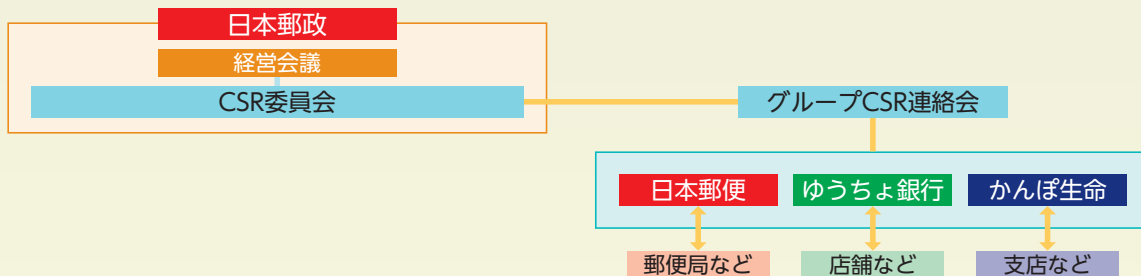 日本郵政
経営会議
CSR委員会
グループCSR連絡会
日本郵便
ゆうちょ銀行
かんぽ生命
郵便局など
店舗など
支店など